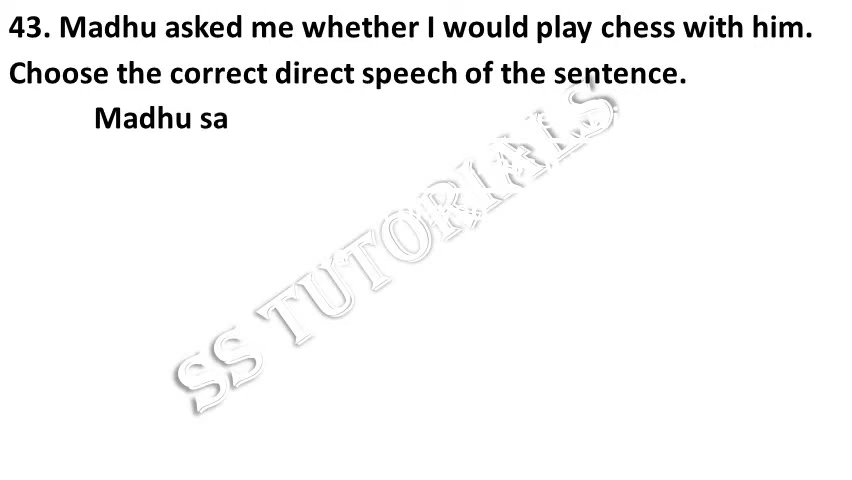 43. Madhu asked me whether I would play chess with him.
Choose the correct direct speech of the sentence.
Madhu sa
SS TUTORIALS